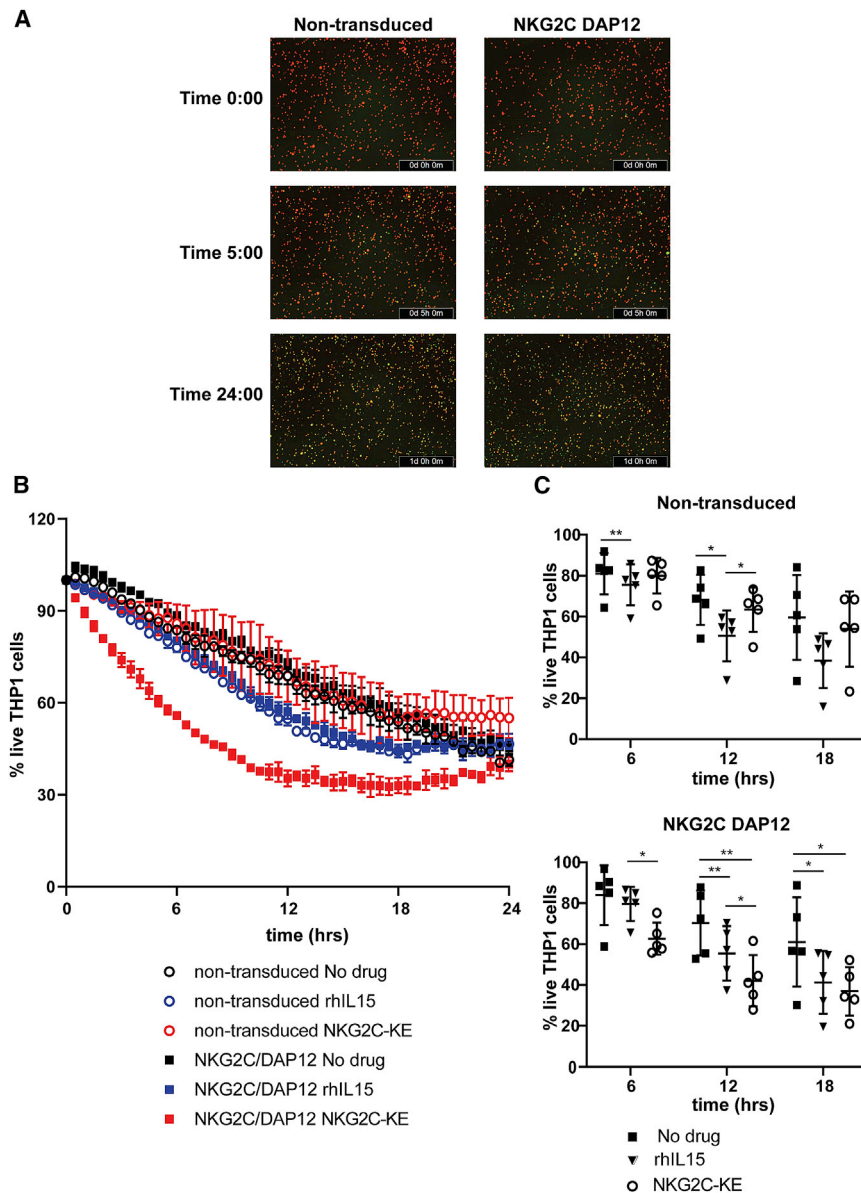 A
Non-transduced NKG2C DAP12
Time 0:00
0d 0h 0m 0d 0h 0m
Time 5:00
0d 5h 0m 0d 5h 0m
Time 24:00
1d 0h 0m 1d 0h 0m
B
120
90
60
30
0
% live THP1 cells
0 6 12 18 24
time (hrs)
non-transduced No drug
non-transduced rhIL15
non-transduced NKG2C-KE
NKG2C/DAP12 No drug
NKG2C/DAP12 rhIL15
NKG2C/DAP12 NKG2C-KE
C
Non-transduced
100
80
60
40
20
0
% live THP1 cells
** * *
6 12 18
time (hrs)
NKG2C DAP12
100
80
60
40
20
0
% live THP1 cells
* ** ** * * *
6 12 18
time (hrs)
No drug
rhIL15
NKG2C-KE